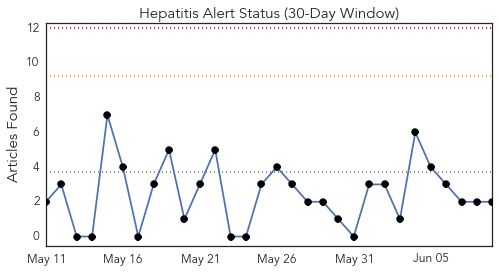 Hepatitis Alert Status (30-Day Window)
Articles Found
12
10
8
6
4
2
0
May 11
May 16
May 21
May 26
May 31
Jun 05